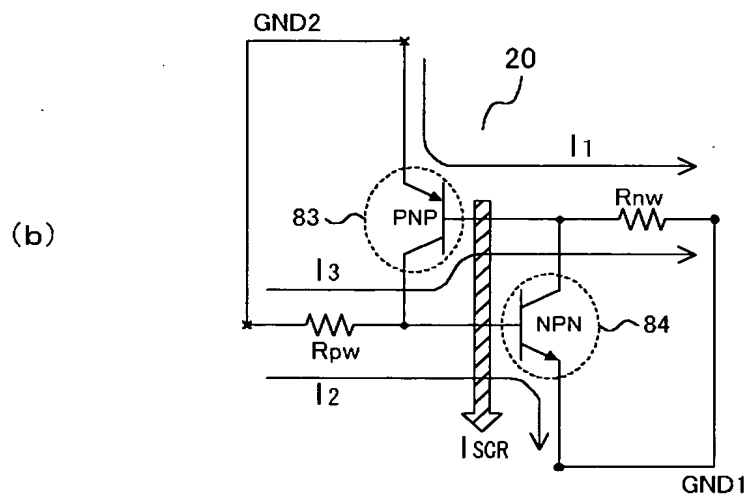 GND2
20
I1
Rnw
83
PNP
(b)
I3
NPN
84
Rpw
I2
ISCR
GND1